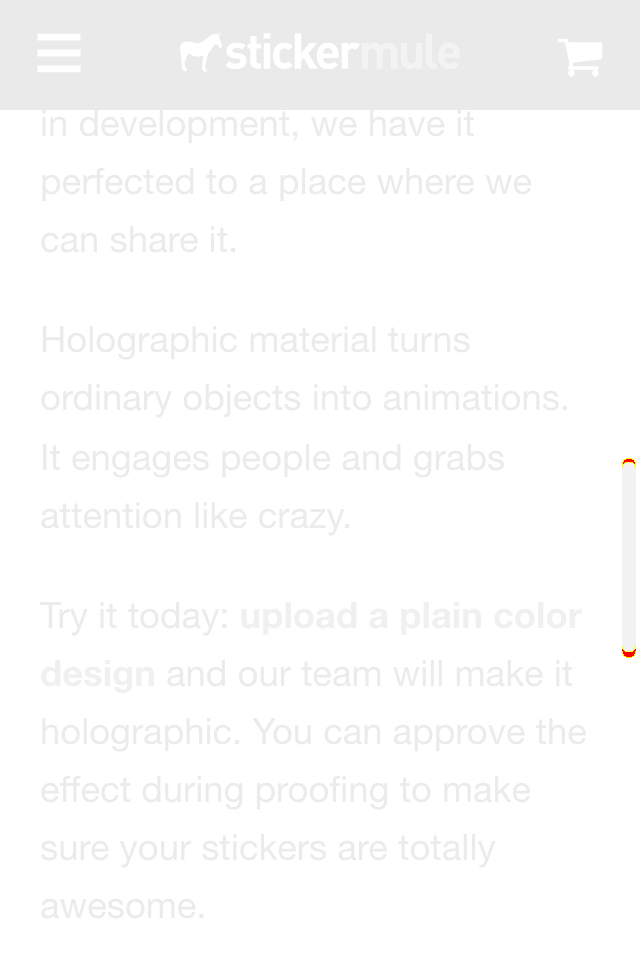 stickermule
in development, we have it
perfected to a place where we
can share it.
Holographic material turns
ordinary objects into animations.
It engages people and grabs
attention like crazy.
Try it today: upload a plain color
design and our team will make it
holographic. You can approve the
effect during proofing to make
sure your stickers are totally
awesome.